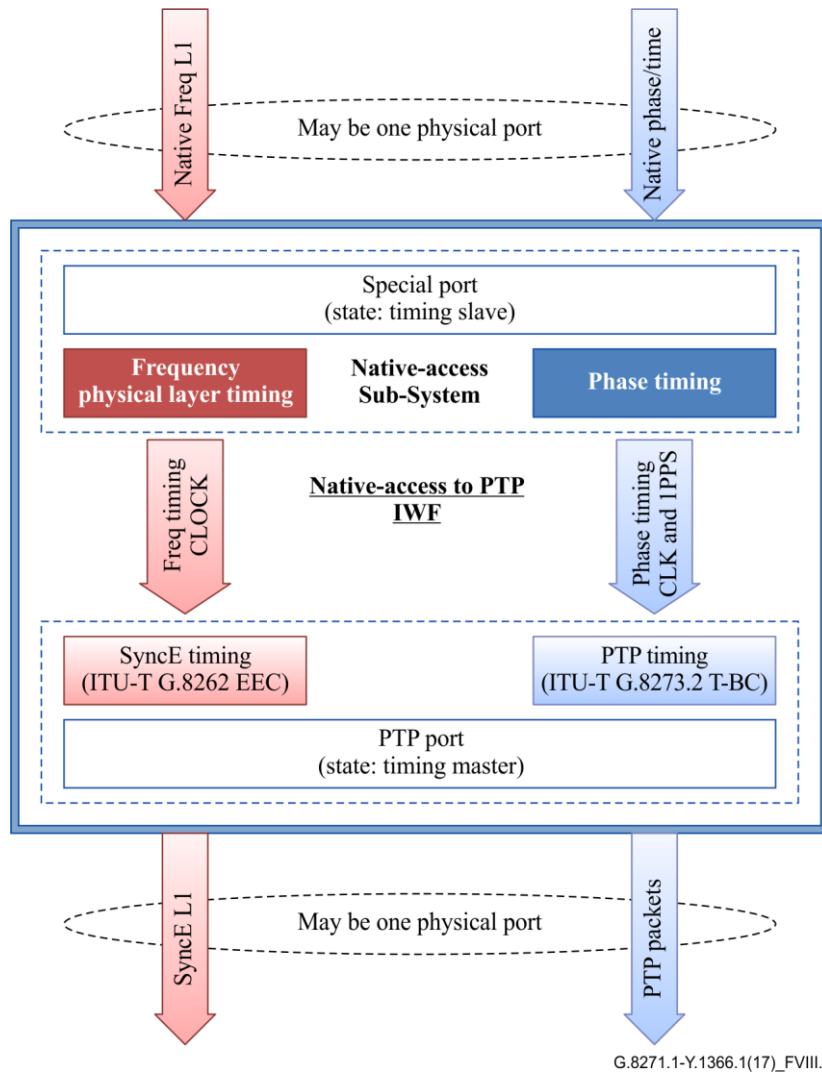 Native Freq L1
Native phase/time
May be one physical port
Special port
(state: timing slave)
Frequency
physical layer timing
Native-access
Sub-System
Phase timing
Freq timing
CLOCK
Native-access to PTP
IWF
Phase timing
CLK and 1PPS
SyncE timing
(ITU-T G.8262 EEC)
PTP timing
(ITU-T G.8273.2 T-BC)
PTP port
(state: timing master)
SyncE L1
May be one physical port
PTP packets
G.8271.1-Y.1366.1(17)_FVIII.